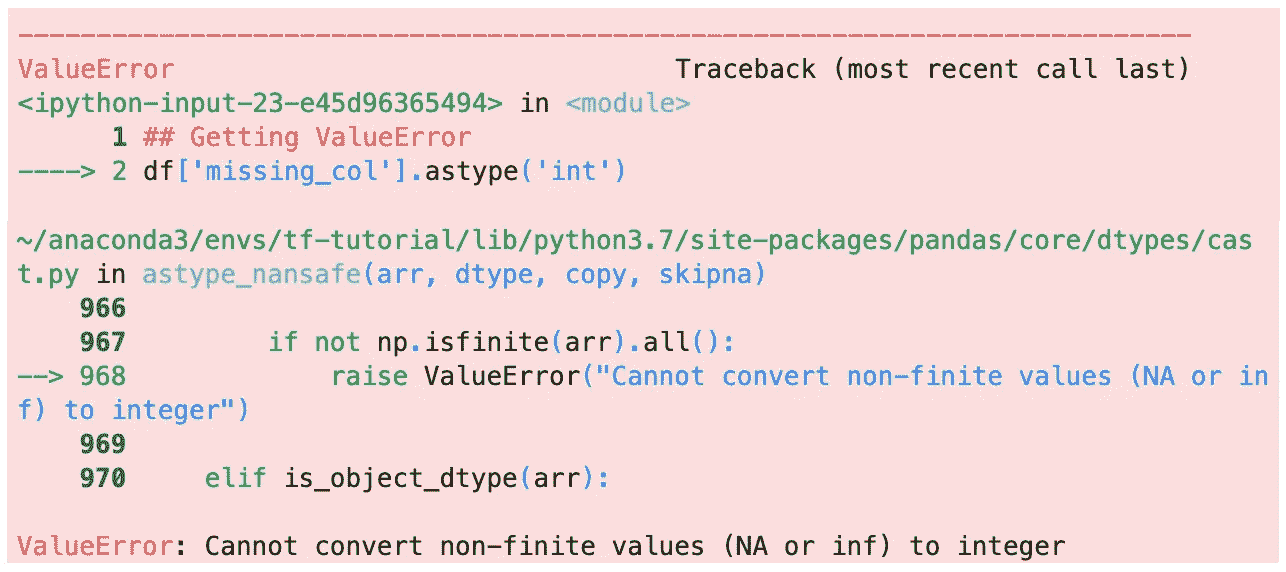 ---------------------------------------------------------------------------
ValueError                                Traceback (most recent call last)
<ipython-input-23-e45d96365494> in <module>
      1 ## Getting ValueError
----> 2 df['missing_col'].astype('int')

~/anaconda3/envs/tf-tutorial/lib/python3.7/site-packages/pandas/core/dtypes/cas
t.py in astype_nansafe(arr, dtype, copy, skipna)
    966
    967         if not np.isfinite(arr).all():
--> 968             raise ValueError("Cannot convert non-finite values (NA or in
f) to integer")
    969
    970     elif is_object_dtype(arr):

ValueError: Cannot convert non-finite values (NA or inf) to integer